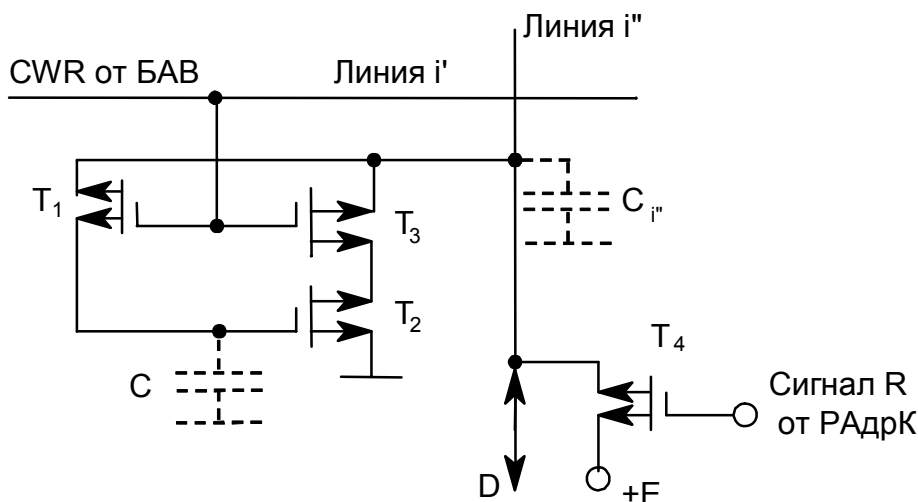 Линия i"
CWR от БАВ
Линия i'
T1
T3
C i"
T2
T4
C
Сигнал R
от РАдрК
D
+E